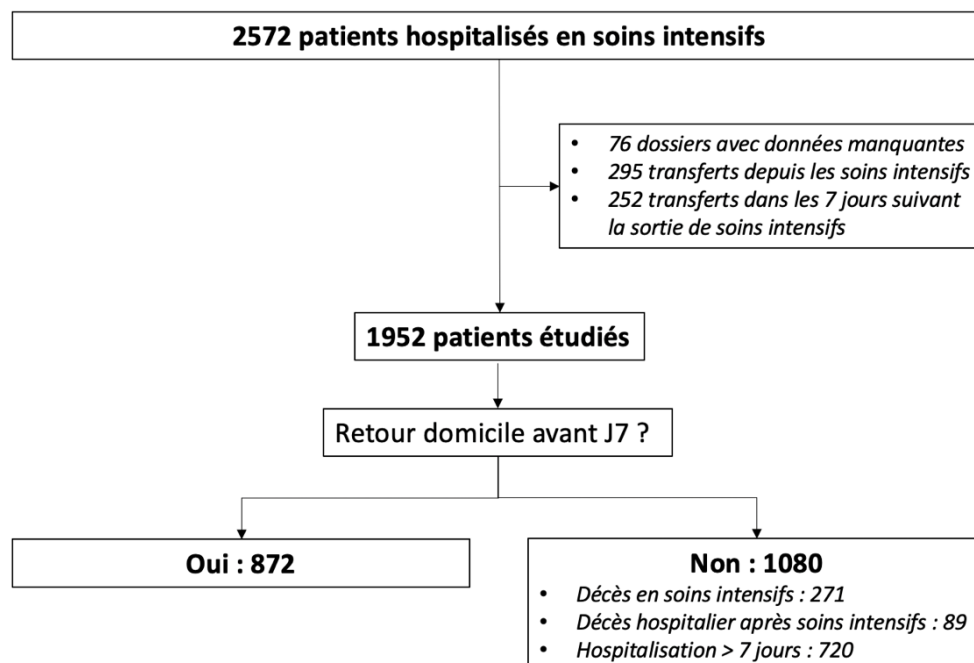 2572 patients hospitalisés en soins intensifs
• 76 dossiers avec données manquantes
• 295 transferts depuis les soins intensifs
• 252 transferts dans les 7 jours suivant
la sortie de soins intensifs
1952 patients étudiés
Retour domicile avant J7 ?
Oui : 872
Non : 1080
• Décès en soins intensifs : 271
• Décès hospitalier après soins intensifs : 89
• Hospitalisation > 7 jours : 720